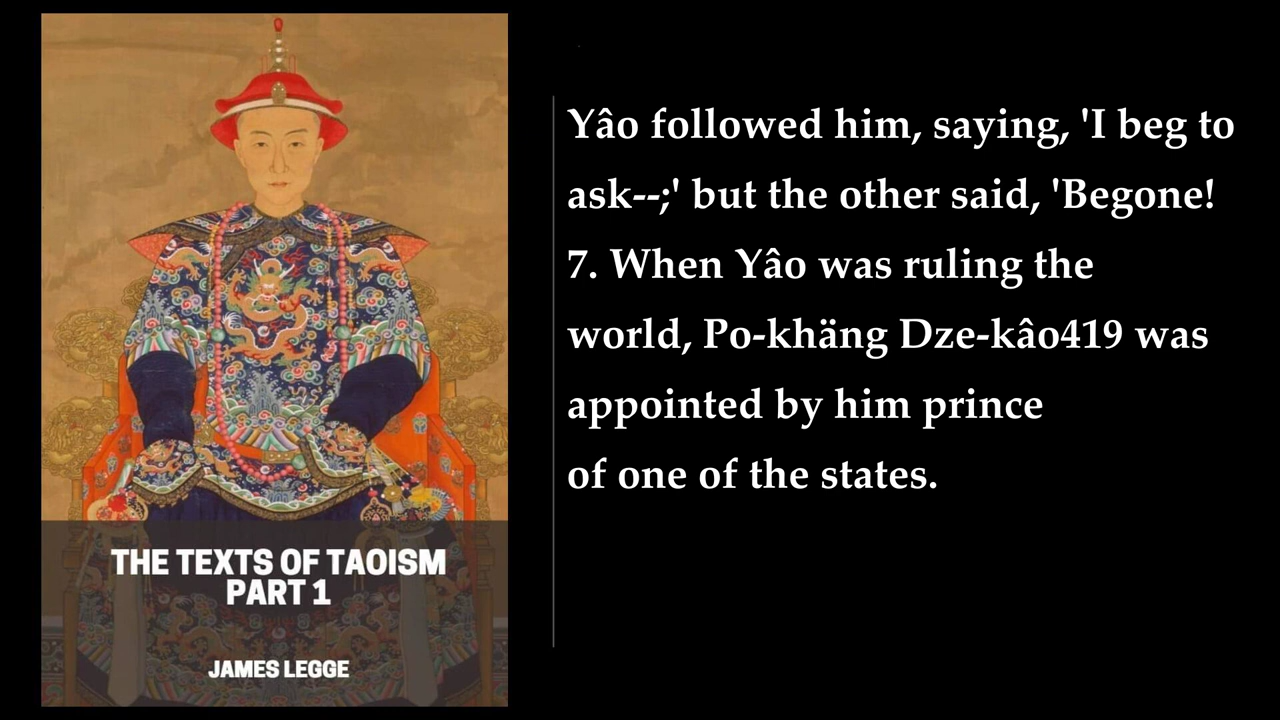 THE TEXTS OF TAOISM
PART 1
JAMES LEGGE
Yâo followed him, saying, 'I beg to
ask--;' but the other said, 'Begone!
7. When Yâo was ruling the
world, Po-khäng Dze-kâo419 was
appointed by him prince
of one of the states.